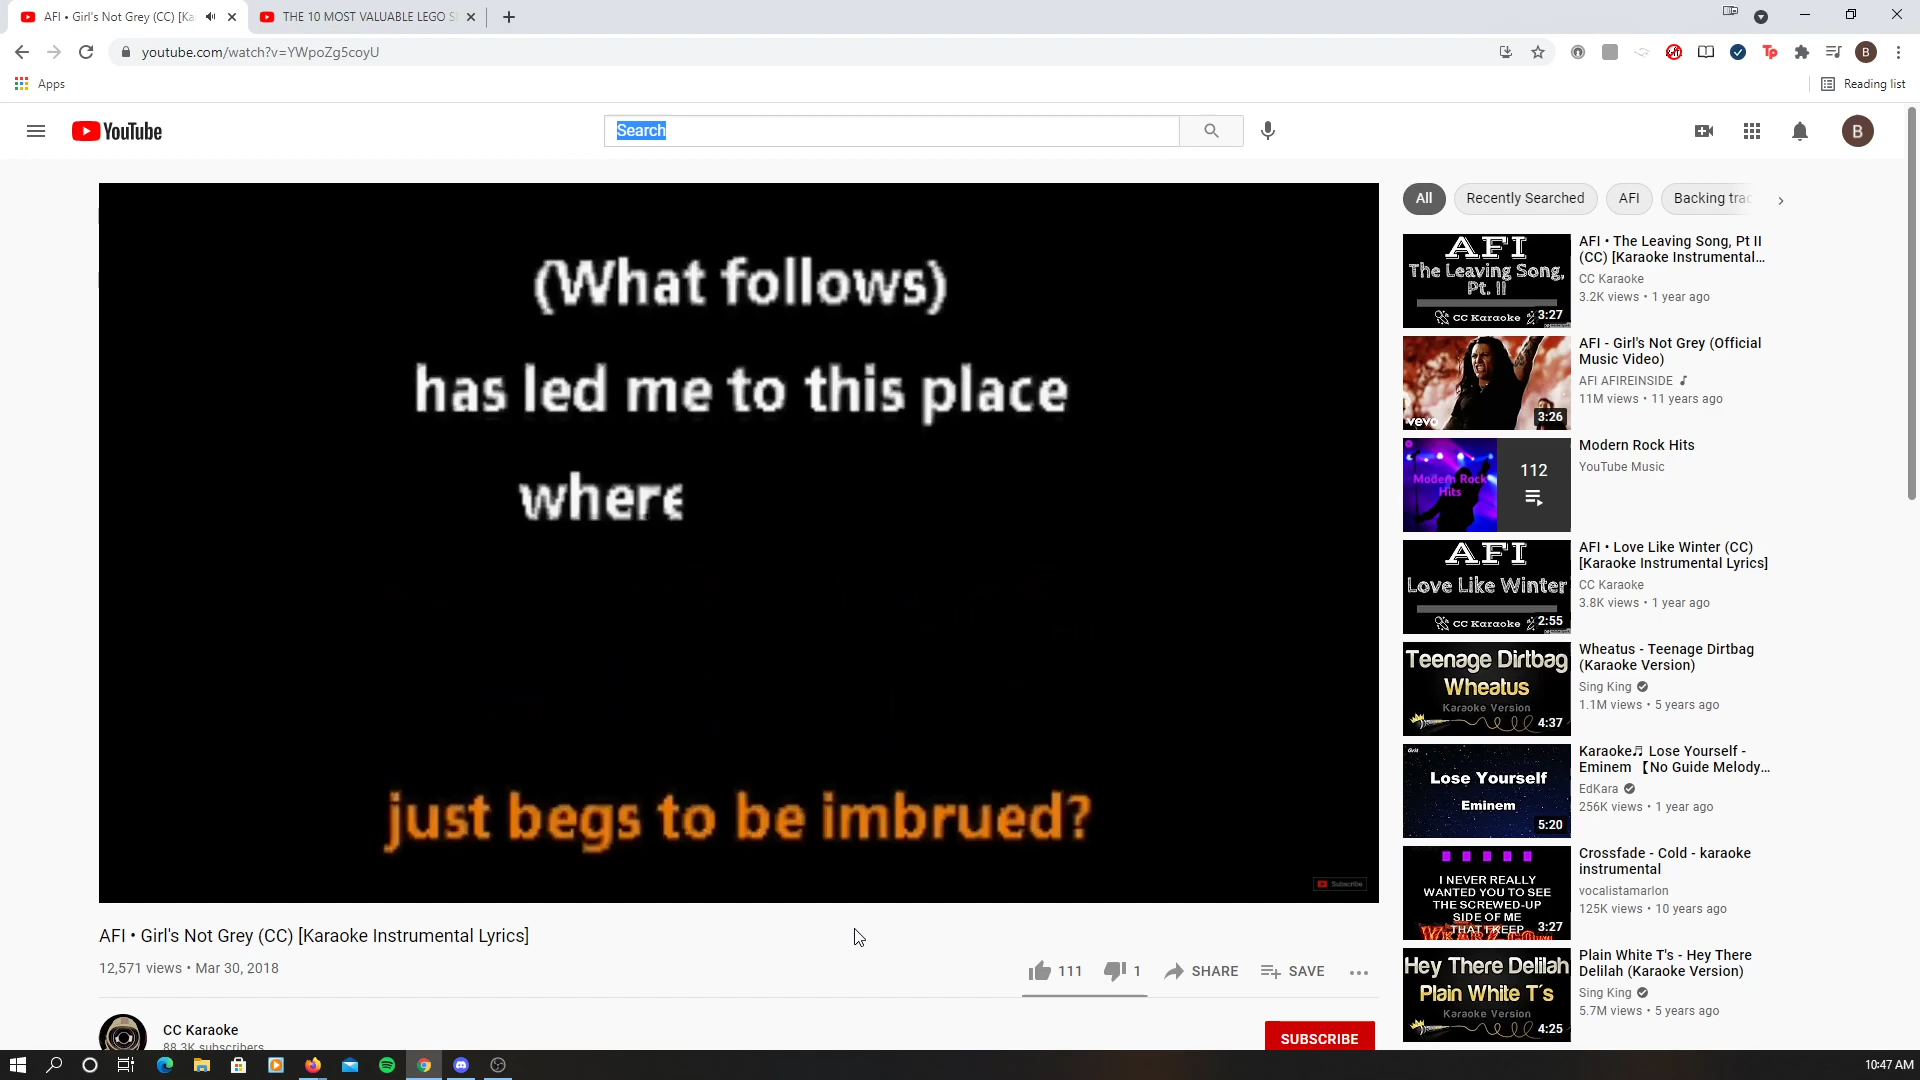 AFI • Girl's Not Grey (CC) [Ka
THE 10 MOST VALUABLE LEGO S
youtube.com/watch?v=YWpoZg5coyU
B
Apps
Reading list
YouTube
Search
B
(What follows)
has led me to this place
where
just begs to be imbrued?
Subscribe
AFI • Girl's Not Grey (CC) [Karaoke Instrumental Lyrics]
12,571 views • Mar 30, 2018
111
1
SHARE
SAVE
CC Karaoke
88.3K subscribers
SUBSCRIBE
All
Recently Searched
AFI
Backing trac
AFI
The Leaving Song,
Pt. II
CC Karaoke
3:27
AFI • The Leaving Song, Pt II
(CC) [Karaoke Instrumental...
CC Karaoke
3.2K views • 1 year ago
vevo
3:26
AFI - Girl's Not Grey (Official
Music Video)
AFI AFIREINSIDE
11M views • 11 years ago
Modern Rock
Hits
112
Modern Rock Hits
YouTube Music
AFI
Love Like Winter
CC Karaoke
2:55
AFI • Love Like Winter (CC)
[Karaoke Instrumental Lyrics]
CC Karaoke
3.8K views • 1 year ago
Teenage Dirtbag
Wheatus
Karaoke Version
4:37
Wheatus - Teenage Dirtbag
(Karaoke Version)
Sing King
1.1M views • 5 years ago
Lose Yourself
Eminem
5:20
Karaoke♬ Lose Yourself -
Eminem 【No Guide Melody...
EdKara
256K views • 1 year ago
I NEVER REALLY
WANTED YOU TO SEE
THE SCREWED-UP
SIDE OF ME
THAT I KEEP
3:27
Crossfade - Cold - karaoke
instrumental
vocalistamarlon
125K views • 10 years ago
Hey There Delilah
Plain White T's
Karaoke Version
4:25
Plain White T's - Hey There
Delilah (Karaoke Version)
Sing King
5.7M views • 5 years ago
10:47 AM